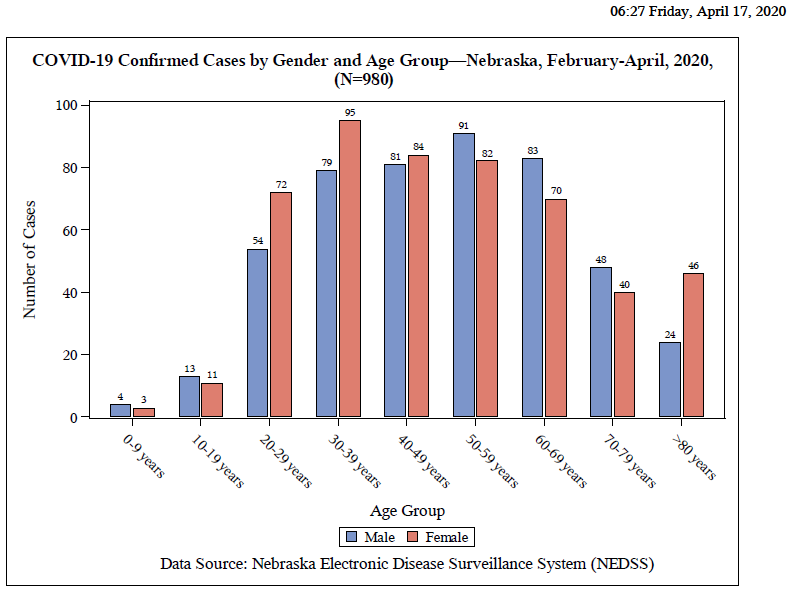 06:27 Friday, April 17, 2020
COVID-19 Confirmed Cases by Gender and Age Group—Nebraska, February-April, 2020,
(N=980)
100
80
60
40
20
0
Number of Cases
4
3
13
11
54
72
79
95
81
84
91
82
83
70
48
40
24
46
0-9 years
10-19 years
20-29 years
30-39 years
40-49 years
50-59 years
60-69 years
70-79 years
>80 years
Age Group
Male Female
Data Source: Nebraska Electronic Disease Surveillance System (NEDSS)